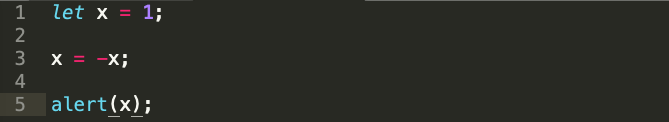 1 let x = 1;
2
3 x = -x;
4
5 alert(x);